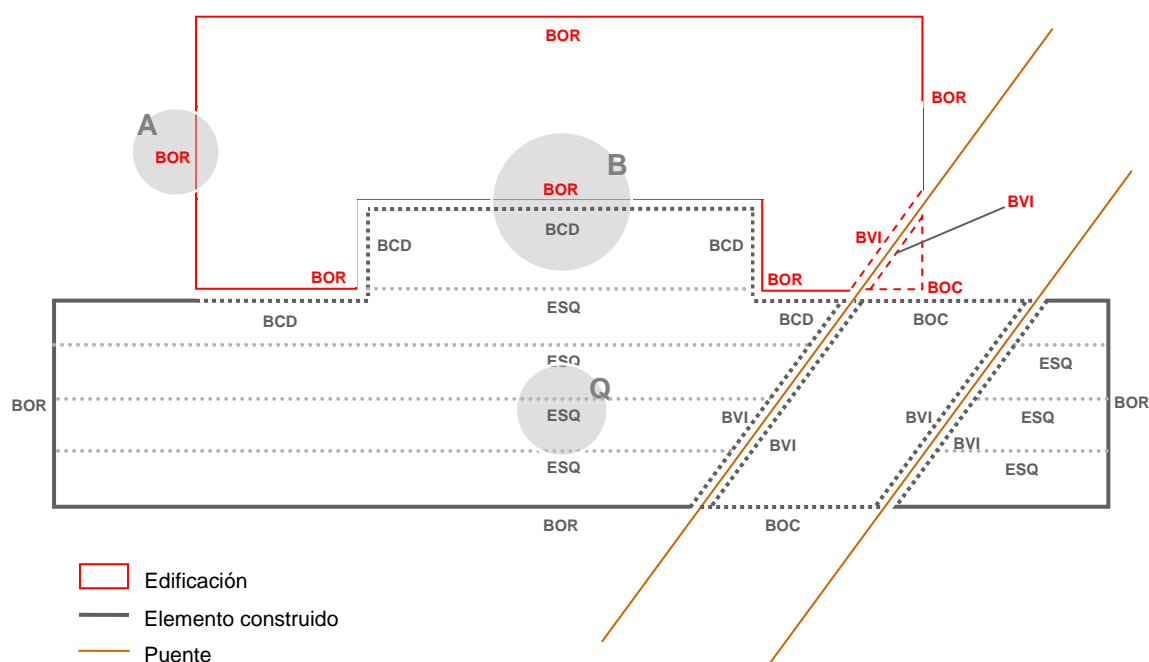 BOR
BOR
A
BOR
B
BOR
BVI
BCD
BVI
BCD
BCD
BOR
BOR
BOC
ESQ
BCD
BCD
BOC
ESQ
ESQ
Q
BOR
BOR
ESQ
BVI
BVI
ESQ
BVI
BVI
ESQ
ESQ
BOR
BOC
Edificación
Elemento construido
Puente